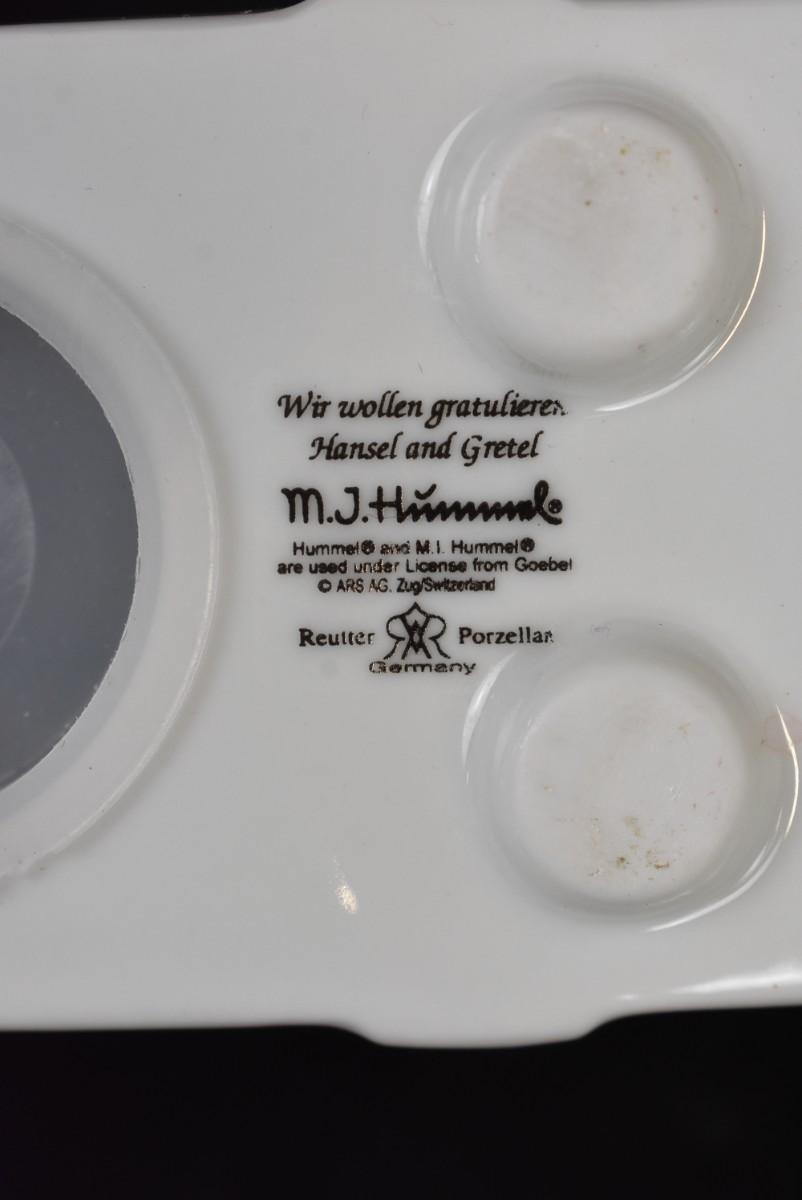 Wir wollen gratulieren
Hansel and Gretel
M.J.Hummel®
Hummel® and M.I. Hummel®
are used under License from Goebel
© ARS AG. Zug/Switzerland
Reutter Porzellan
Germany